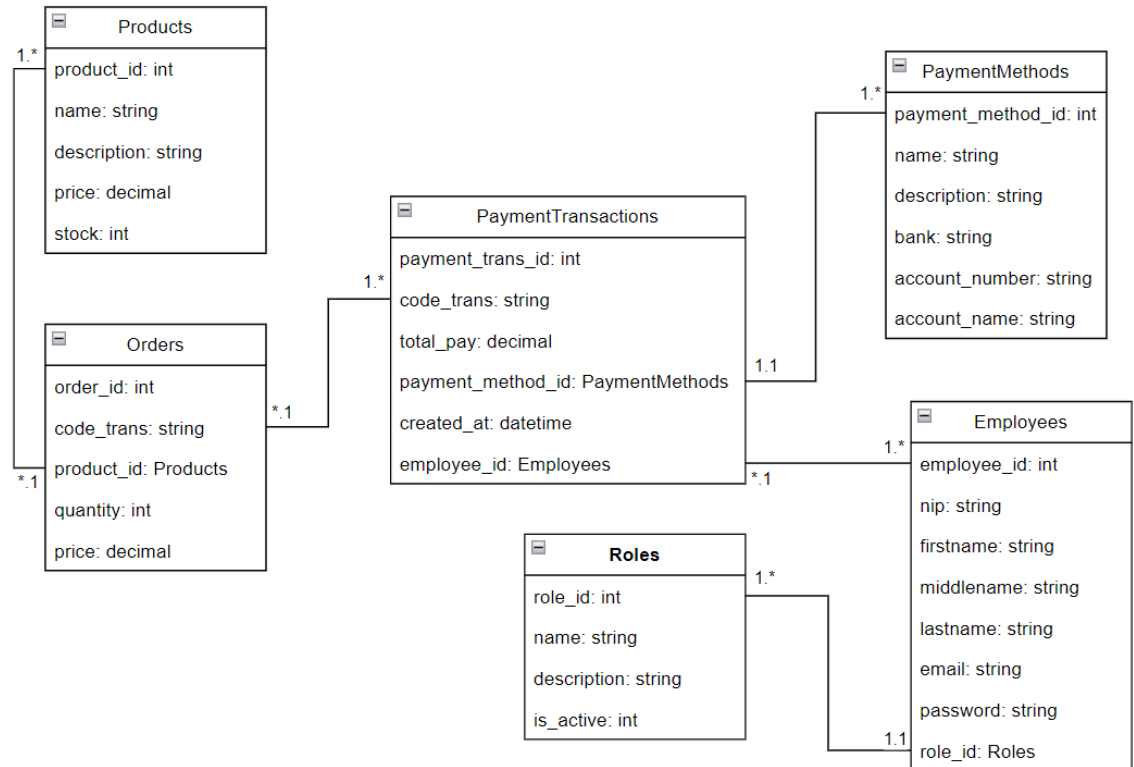 Products
1.*
product_id: int
name: string
description: string
price: decimal
stock: int
Orders
order_id: int
code_trans: string
*.1
product_id: Products
*.1
quantity: int
price: decimal
PaymentTransactions
payment_trans_id: int
1.*
code_trans: string
total_pay: decimal
payment_method_id: PaymentMethods
1.1
created_at: datetime
employee_id: Employees
*.1
PaymentMethods
1.*
payment_method_id: int
name: string
description: string
bank: string
account_number: string
account_name: string
Roles
1.*
role_id: int
name: string
description: string
is_active: int
Employees
1.*
employee_id: int
nip: string
firstname: string
middlename: string
lastname: string
email: string
password: string
1.1
role_id: Roles